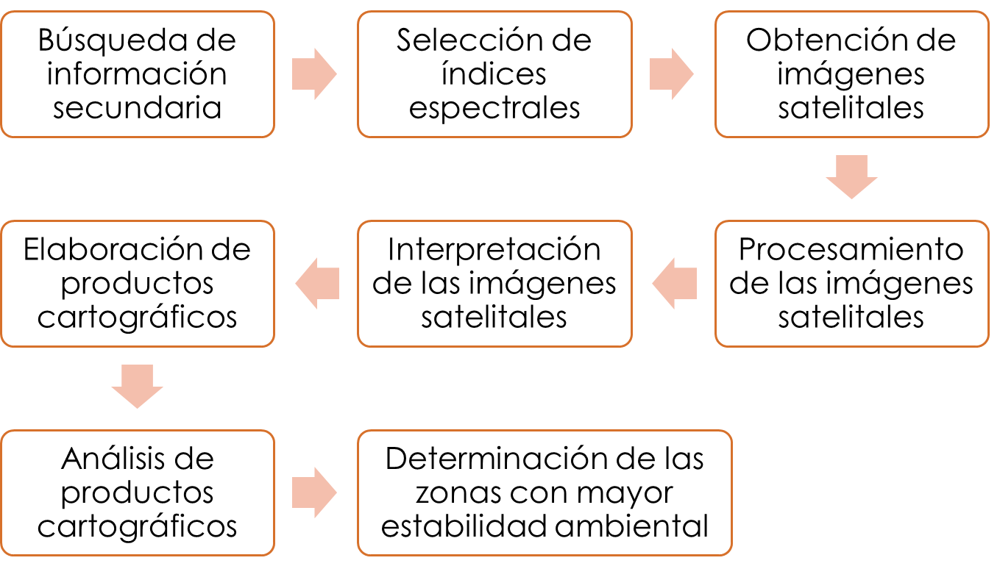 Búsqueda de
información
secundaria
Selección de
índices
espectrales
Obtención de
imágenes
satelitales
Procesamiento
de las imágenes
satelitales
Interpretación
de las imágenes
satelitales
Elaboración de
productos
cartográficos
Análisis de
productos
cartográficos
Determinación de las
zonas con mayor
estabilidad ambiental